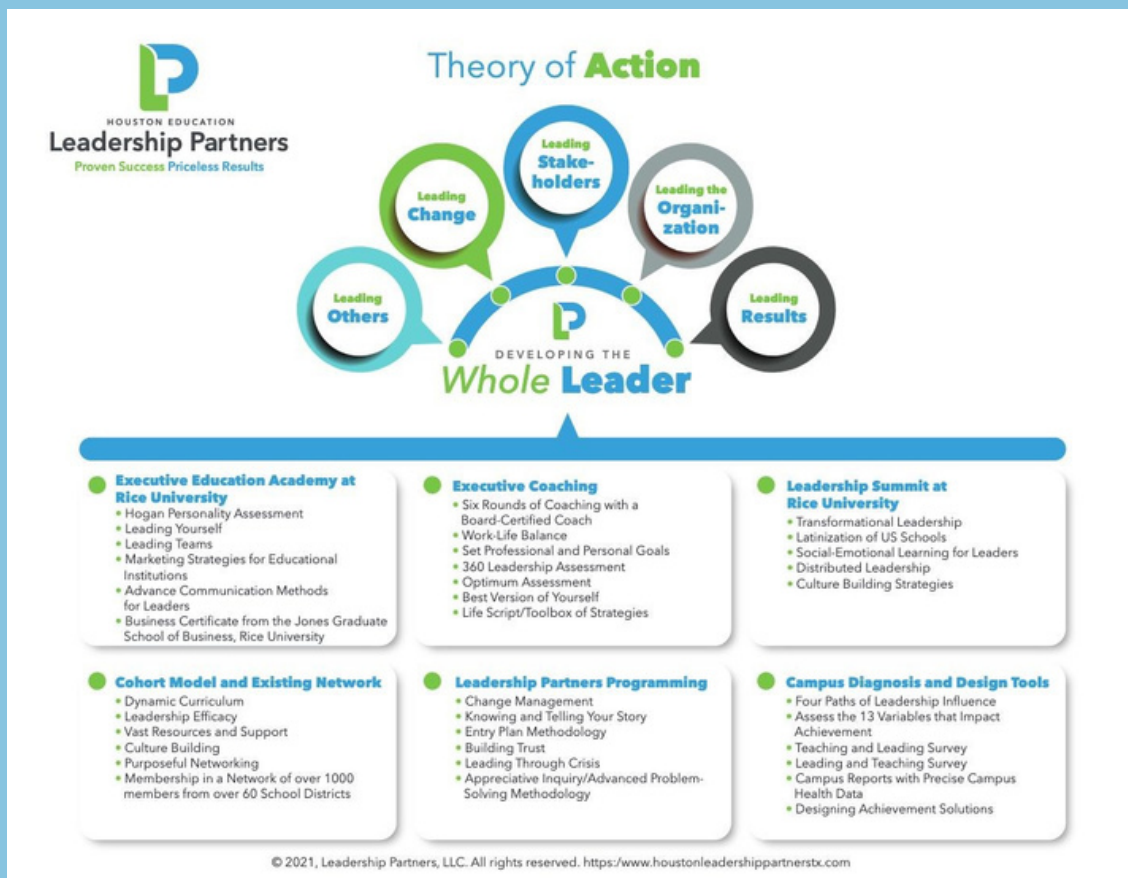 HOUSTON EDUCATION
Leadership Partners
Proven Success Priceless Results
Theory of Action
Leading
Others
Leading
Change
Leading
Stake-
holders
Leading the
Organi-
zation
Leading
Results
DEVELOPING THE
Whole Leader
Executive Education Academy at
Rice University
• Hogan Personality Assessment
• Leading Yourself
• Leading Teams
• Marketing Strategies for Educational
Institutions
• Advance Communication Methods
for Leaders
• Business Certificate from the Jones Graduate
School of Business, Rice University
Executive Coaching
• Six Rounds of Coaching with a
Board-Certified Coach
• Work-Life Balance
• Set Professional and Personal Goals
• 360 Leadership Assessment
• Optimum Assessment
• Best Version of Yourself
• Life Script/Toolbox of Strategies
Leadership Summit at
Rice University
• Transformational Leadership
• Latinization of US Schools
• Social-Emotional Learning for Leaders
• Distributed Leadership
• Culture Building Strategies
Cohort Model and Existing Network
• Dynamic Curriculum
• Leadership Efficacy
• Vast Resources and Support
• Culture Building
• Purposeful Networking
• Membership in a Network of over 1000
members from over 60 School Districts
Leadership Partners Programming
• Change Management
• Knowing and Telling Your Story
• Entry Plan Methodology
• Building Trust
• Leading Through Crisis
• Appreciative Inquiry/Advanced Problem-
Solving Methodology
Campus Diagnosis and Design Tools
• Four Paths of Leadership Influence
• Assess the 13 Variables that Impact
Achievement
• Teaching and Leading Survey
• Leading and Teaching Survey
• Campus Reports with Precise Campus
Health Data
• Designing Achievement Solutions
© 2021, Leadership Partners, LLC. All rights reserved. https:/www.houstonleadershippartnerstx.com